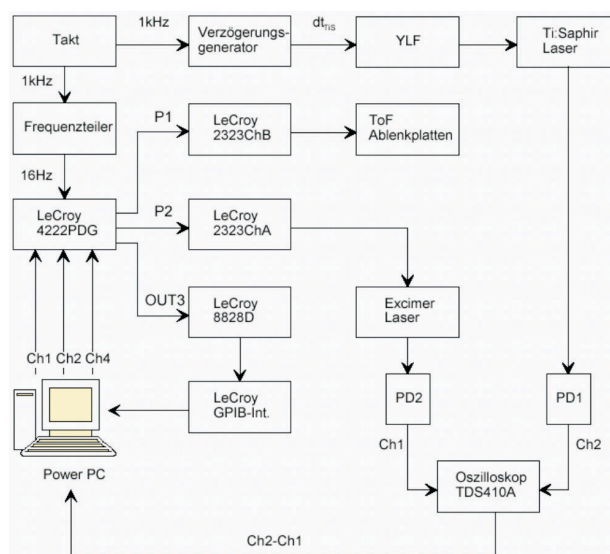 Takt
1kHz
Verzögerungs-
generator
dtTiS
YLF
Ti:Saphir
Laser
1kHz
Frequenzteiler
P1
LeCroy
2323ChB
ToF
Ablenkplatten
16Hz
LeCroy
4222PDG
P2
LeCroy
2323ChA
OUT3
LeCroy
8828D
Excimer
Laser
Ch1
Ch2
Ch4
LeCroy
GPIB-Int.
PD2
PD1
Ch1
Ch2
Power PC
Oszilloskop
TDS410A
Ch2-Ch1